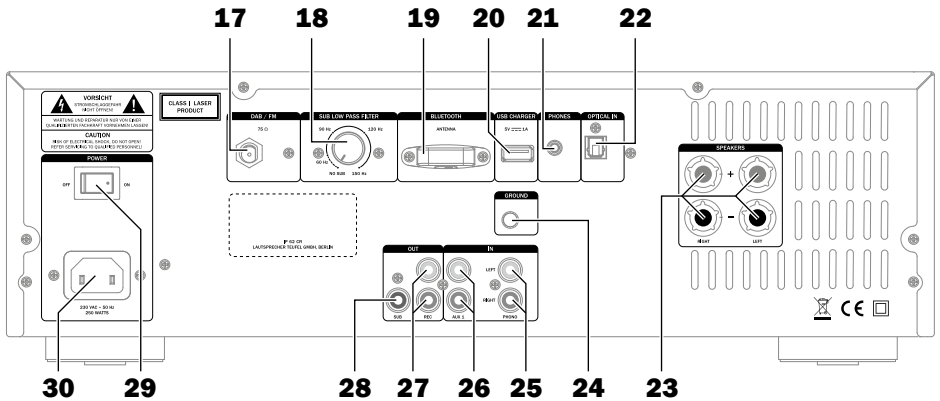 17 18 19 20 21 22
VORSICHT
STROMSCHLAGGEFAHR
NICHT ÖFFNEN!
WARTUNG UND REPARATUR NUR VON EINER
QUALIFIZIERTEN FACHKRAFT VORNEHMEN LASSEN!
CAUTION
RISK OF ELECTRICAL SHOCK, DO NOT OPEN!
REFER SERVICING TO QUALIFIED PERSONNEL!
CLASS I LASER
PRODUCT
DAB / FM
75 Ω
SUB LOW PASS FILTER
90 Hz 120 Hz
60 Hz
NO SUB 150 Hz
BLUETOOTH
ANTENNA
USB CHARGER
5V 1A
PHONES
OPTICAL IN
SPEAKERS
+
–
RIGHT LEFT
23
POWER
OFF ON
230 VAC ~ 50 Hz
250 WATTS
IP 62 CR
LAUTSPRECHER TEUFEL GMBH, BERLIN
GROUND
OUT IN
LEFT
RIGHT
SUB REC AUX 1 PHONO
CE
30 29 28 27 26 25 24 23